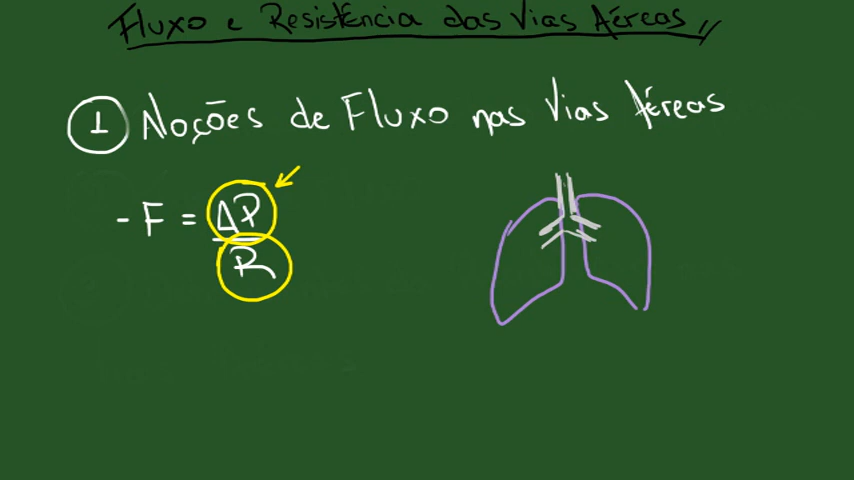 Fluxo e Resistência das Vias Aéreas
1 Noções de Fluxo nas Vias Aéreas
- F = ΔP
R